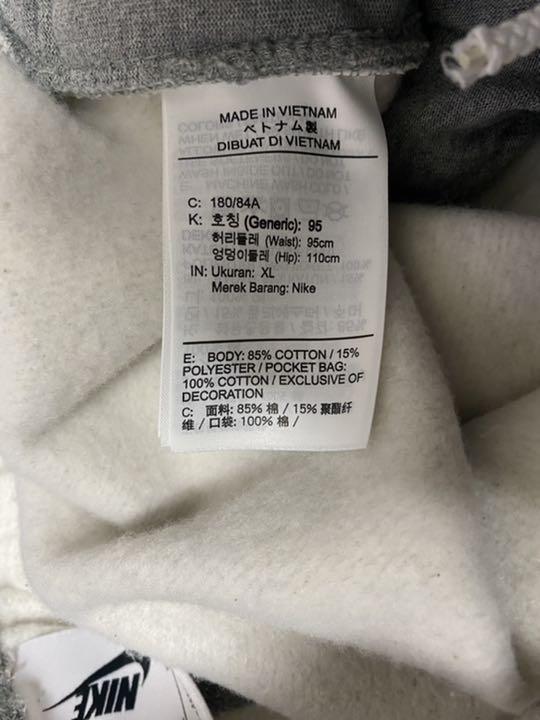 MADE IN VIETNAM
ベトナム製
DIBUAT DI VIETNAM
C: 180/84A
K: 호칭 (Generic): 95
허리둘레 (Waist): 95cm
엉덩이둘레 (Hip): 110cm
IN: Ukuran: XL
Merek Barang: Nike
E: BODY: 85% COTTON / 15%
POLYESTER / POCKET BAG:
100% COTTON / EXCLUSIVE OF
DECORATION
C: 面料: 85% 棉 / 15% 聚酯纤
维 / 口袋: 100% 棉 /
NIKE